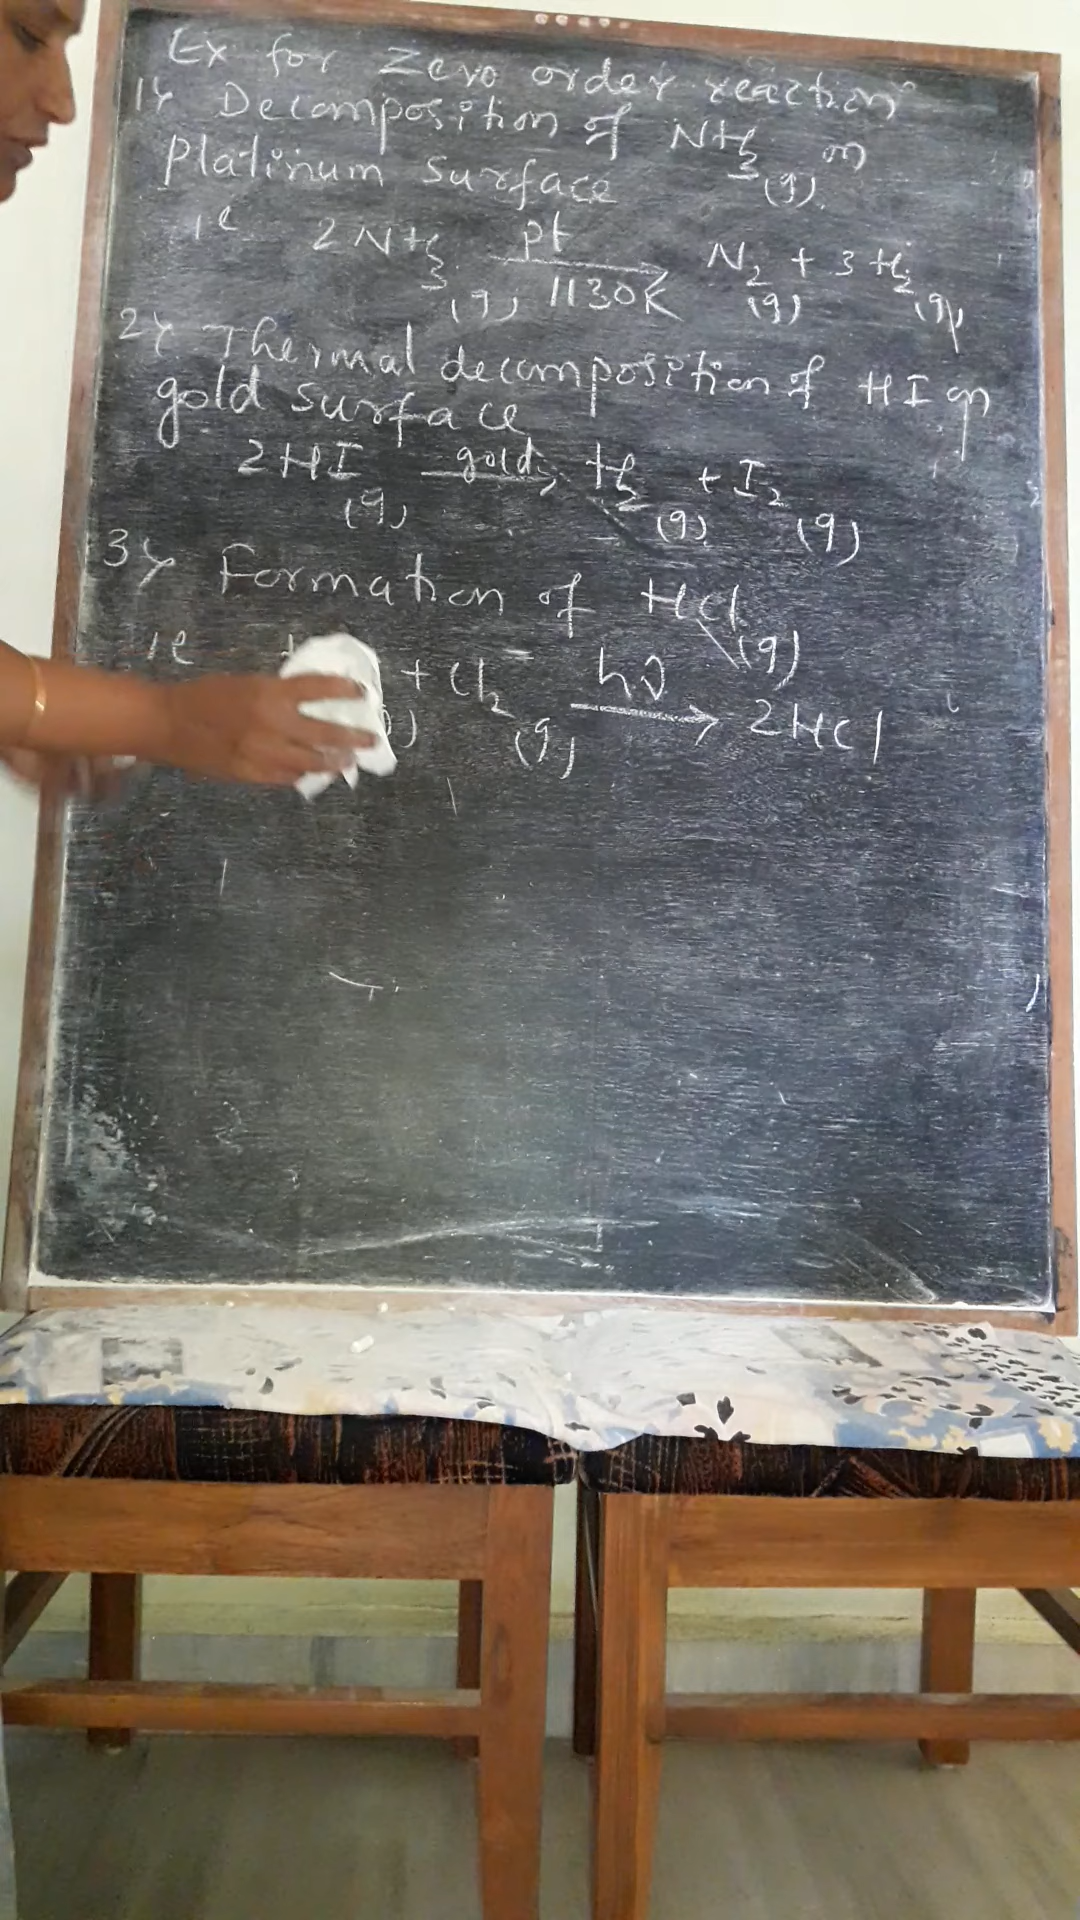 Ex for Zero order reaction
1) Decomposition of NH3 (g) on
platinum surface
ie 2NH3 (g) pt 1130K N2 (g) + 3H2 (g)
2) Thermal decomposition of HI on
gold surface
2HI (g) gold → H2 (g) + I2 (g)
3) Formation of HCl (g)
ie + Cl2 (g) hν → 2HCl